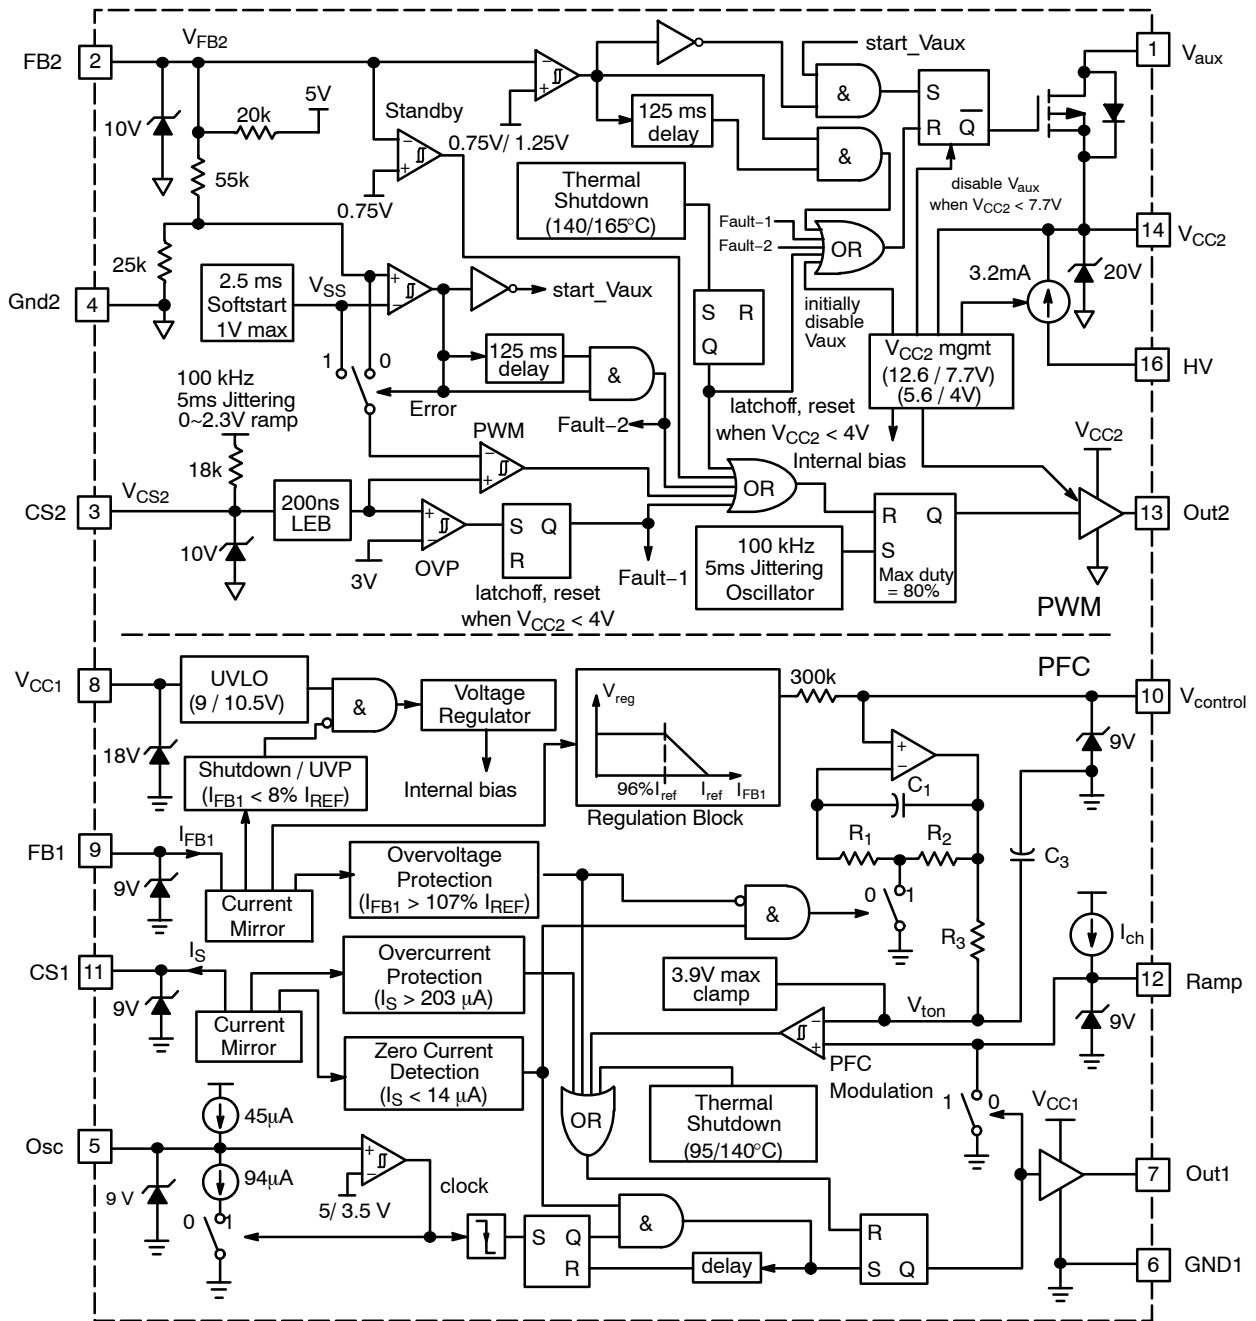 FB2
2
V_FB2
10V
20k
5V
55k
25k
Gnd2
4
Standby
0.75V
0.75V/ 1.25V
125 ms
delay
start_Vaux
&
&
S
R
Q
1
V_aux
disable V_aux
when V_CC2 < 7.7V
Thermal
Shutdown
(140/165°C)
Fault−1
Fault−2
OR
14
V_CC2
20V
3.2mA
16
HV
initially
disable
Vaux
V_CC2 mgmt
(12.6 / 7.7V)
(5.6 / 4V)
Internal bias
2.5 ms
Softstart
1V max
V_SS
start_Vaux
1
0
125 ms
delay
&
Error
Fault−2
S
R
Q
latchoff, reset
when V_CC2 < 4V
100 kHz
5ms Jittering
0~2.3V ramp
18k
CS2
3
V_CS2
10V
200ns
LEB
PWM
3V
OVP
S
Q
R
latchoff, reset
when V_CC2 < 4V
Fault−1
OR
100 kHz
5ms Jittering
Oscillator
R
Q
S
Max duty
= 80%
V_CC2
13
Out2
PWM
PFC
V_CC1
8
18V
UVLO
(9 / 10.5V)
&
Voltage
Regulator
Internal bias
Shutdown / UVP
(I_FB1 < 8% I_REF)
V_reg
96%I_ref
I_ref
I_FB1
Regulation Block
300k
10
V_control
9V
C_1
R_1
R_2
0
1
R_3
C_3
FB1
9
I_FB1
9V
Current
Mirror
Overvoltage
Protection
(I_FB1 > 107% I_REF)
&
CS1
11
I_S
9V
Current
Mirror
Overcurrent
Protection
(I_S > 203 μA)
Zero Current
Detection
(I_S < 14 μA)
3.9V max
clamp
V_ton
PFC
Modulation
I_ch
12
Ramp
9V
OR
Thermal
Shutdown
(95/140°C)
1
0
V_CC1
7
Out1
6
GND1
Osc
5
45μA
94μA
9 V
0
1
5/ 3.5 V
clock
S
Q
R
&
delay
R
S
Q